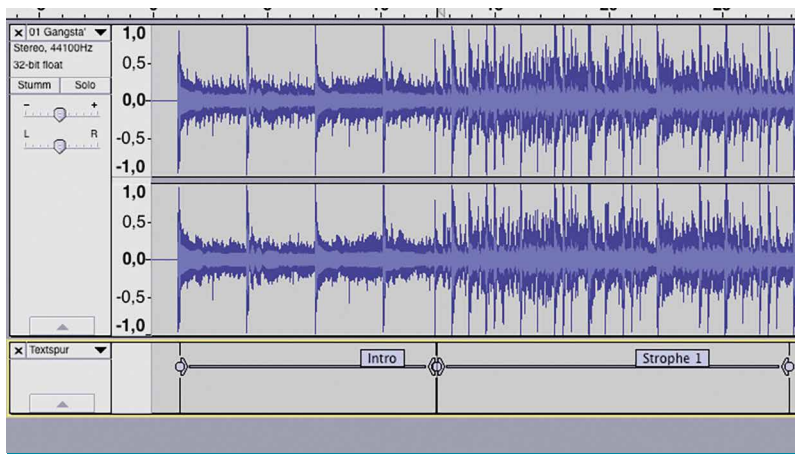 01 Gangsta'
Stereo, 44100Hz
32-bit float
Stumm Solo
- +
L R
1,0
0,5-
0,0-
-0,5-
-1,0
1,0
0,5-
0,0-
-0,5-
-1,0
Textspur
Intro
Strophe 1